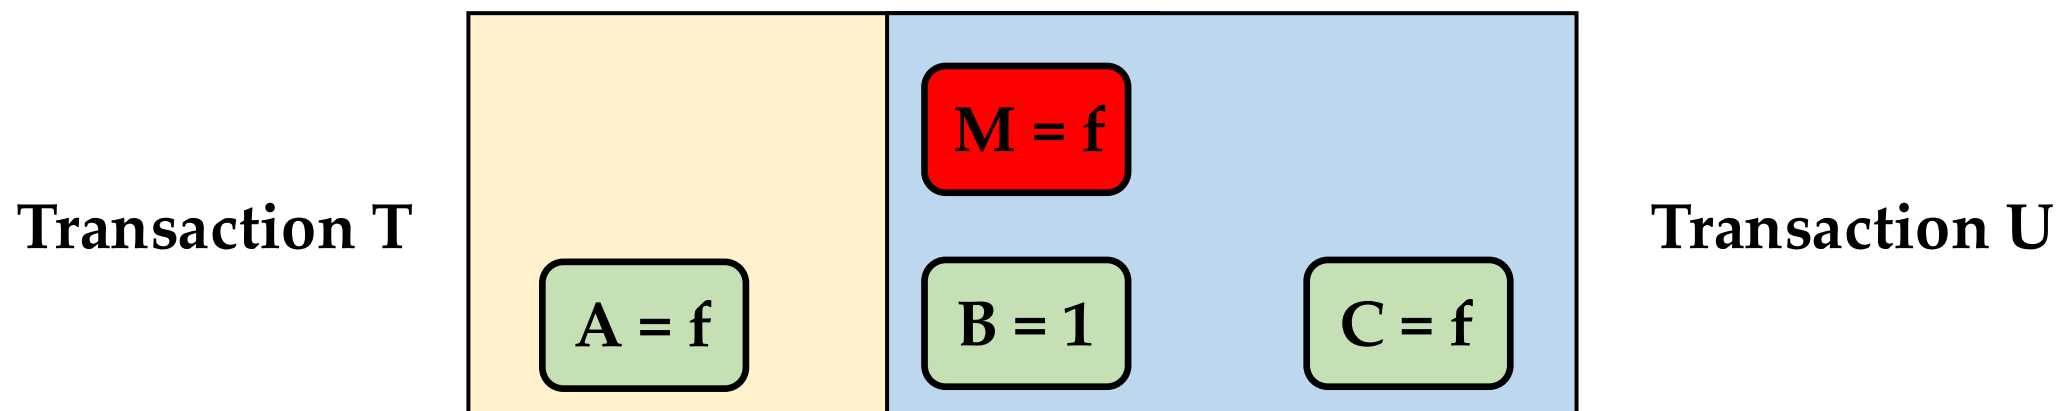 M = f
Transaction T
Transaction U
A = f
B = 1
C = f